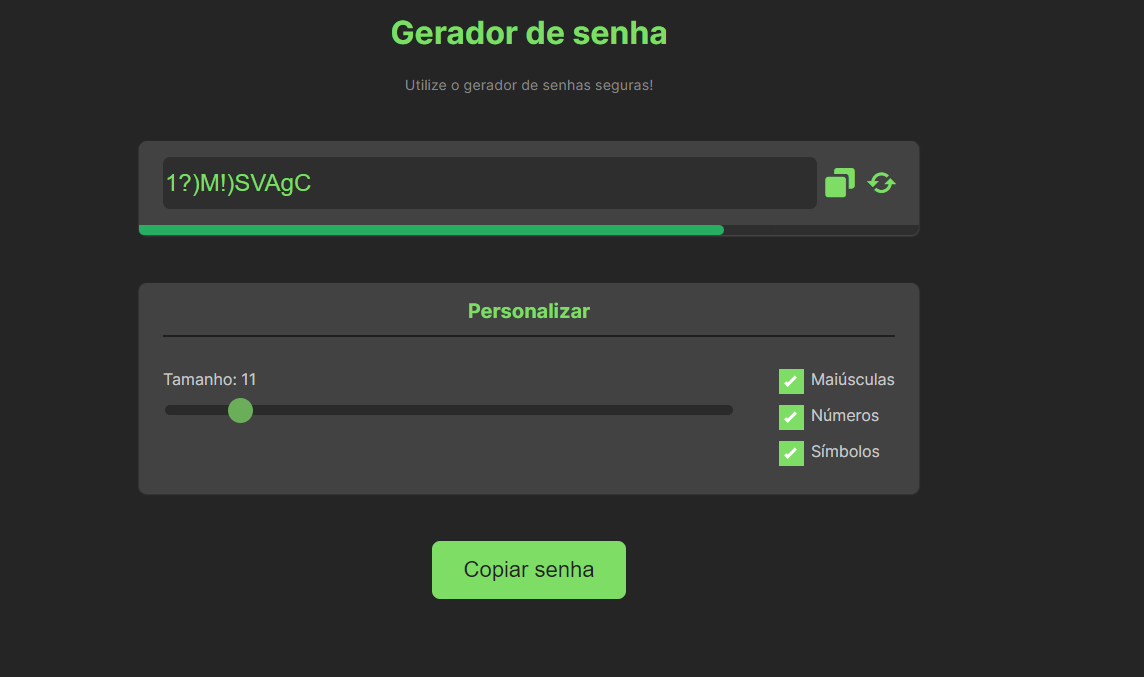 Gerador de senha
Utilize o gerador de senhas seguras!
1?)M!)SVAgC
Personalizar
Tamanho: 11
Maiúsculas
Números
Símbolos
Copiar senha